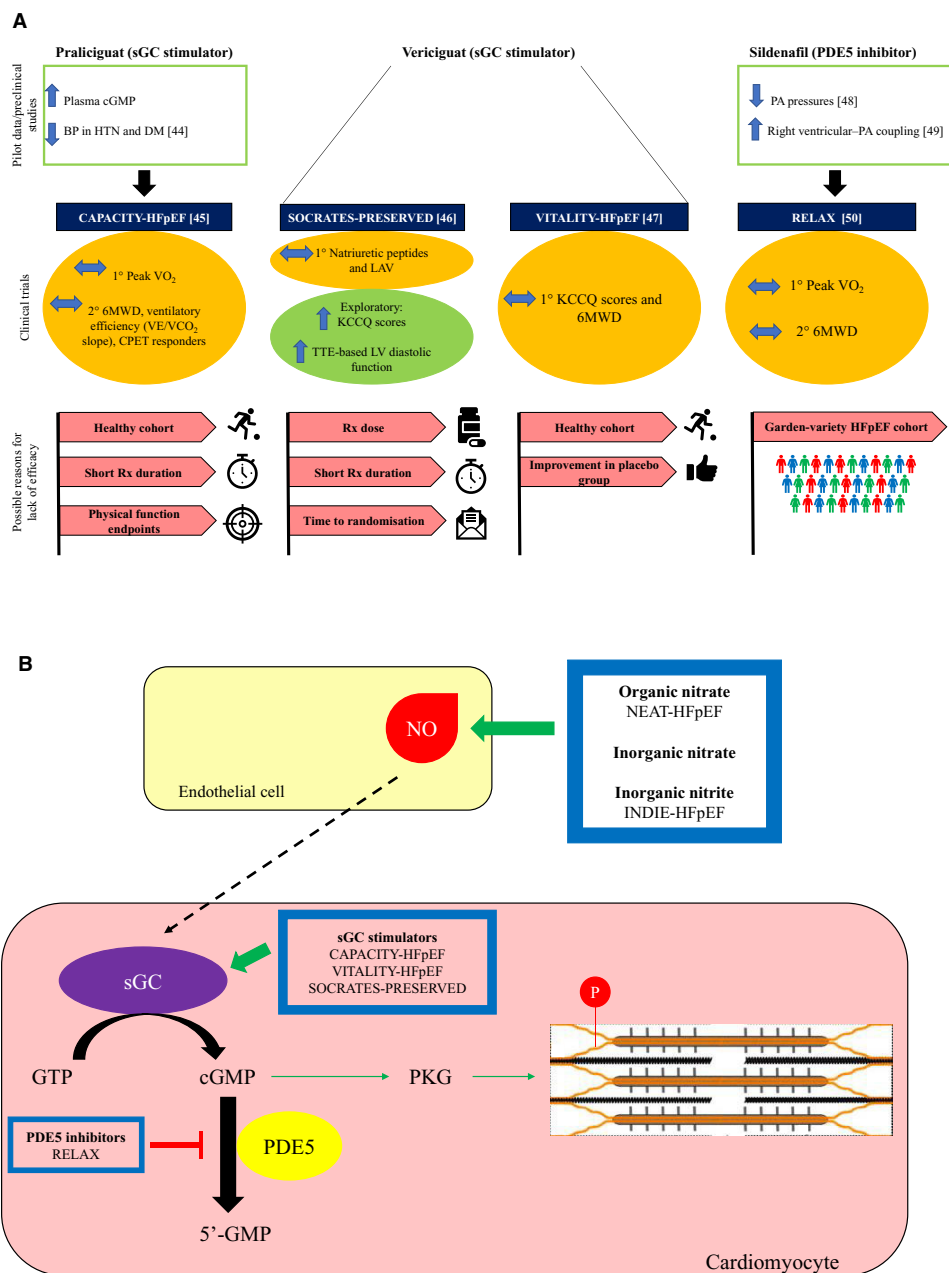 A
Praliciguat (sGC stimulator)
Vericiguat (sGC stimulator)
Sildenafil (PDE5 inhibitor)
Pilot data/preclinical
studies
Plasma cGMP
BP in HTN and DM [44]
PA pressures [48]
Right ventricular–PA coupling [49]
Clinical trials
CAPACITY-HFpEF [45]
1° Peak VO₂
2° 6MWD, ventilatory
efficiency (VE/VCO₂
slope), CPET responders
SOCRATES-PRESERVED [46]
1° Natriuretic peptides
and LAV
Exploratory:
KCCQ scores
TTE-based LV diastolic
function
VITALITY-HFpEF [47]
1° KCCQ scores and
6MWD
RELAX [50]
1° Peak VO₂
2° 6MWD
Possible reasons for
lack of efficacy
Healthy cohort
Short Rx duration
Physical function
endpoints
Rx dose
Short Rx duration
Time to randomisation
Healthy cohort
Improvement in placebo
group
Garden-variety HFpEF cohort
B
NO
Endothelial cell
Organic nitrate
NEAT-HFpEF
Inorganic nitrate
Inorganic nitrite
INDIE-HFpEF
sGC
sGC stimulators
CAPACITY-HFpEF
VITALITY-HFpEF
SOCRATES-PRESERVED
P
GTP
cGMP
PKG
PDE5 inhibitors
RELAX
PDE5
5’-GMP
Cardiomyocyte